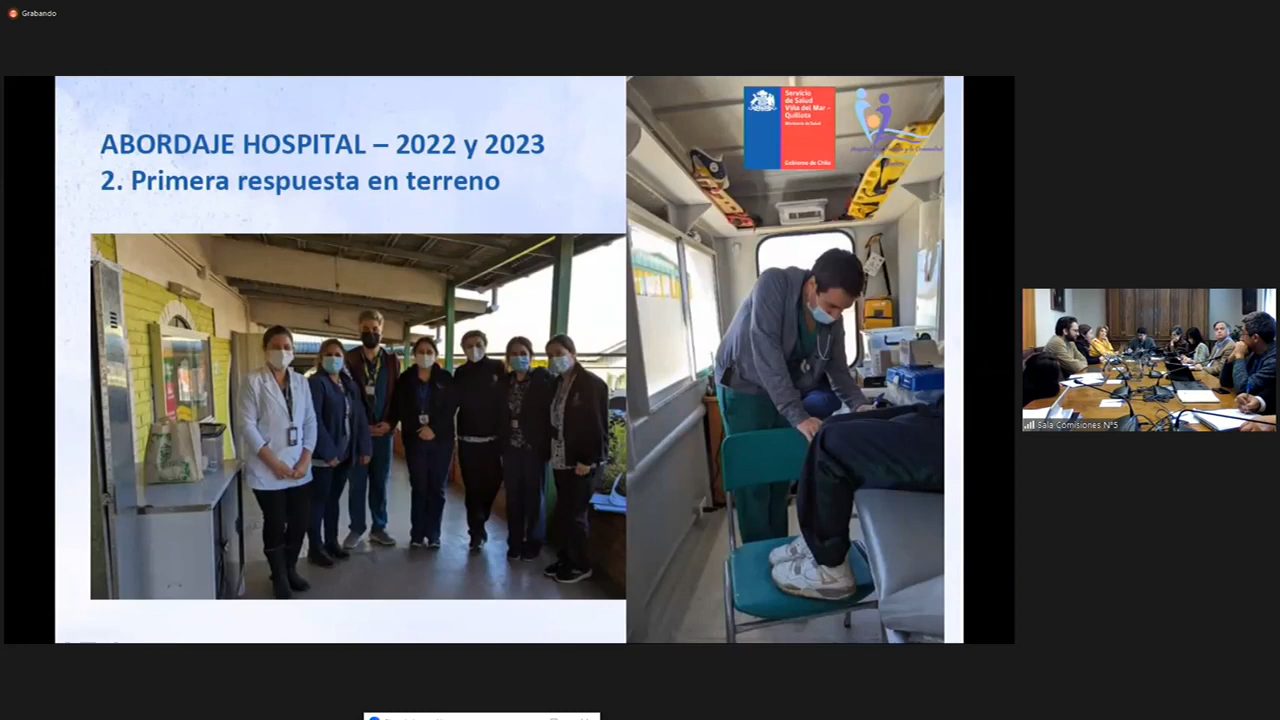 Grabando
ABORDAJE HOSPITAL – 2022 y 2023
2. Primera respuesta en terreno
Servicio
de Salud
Viña del Mar –
Quillota
Ministerio de Salud
Gobierno de Chile
Sala Comisiones N°5